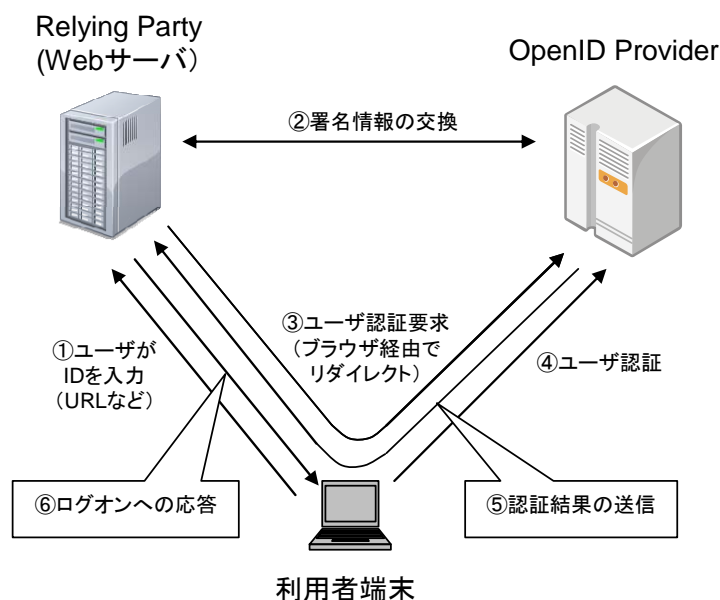 Relying Party
(Webサーバ）
OpenID Provider
②署名情報の交換
③ユーザ認証要求
（ブラウザ経由で
リダイレクト）
①ユーザが
IDを入力
（URLなど）
④ユーザ認証
⑥ログオンへの応答
⑤認証結果の送信
利用者端末